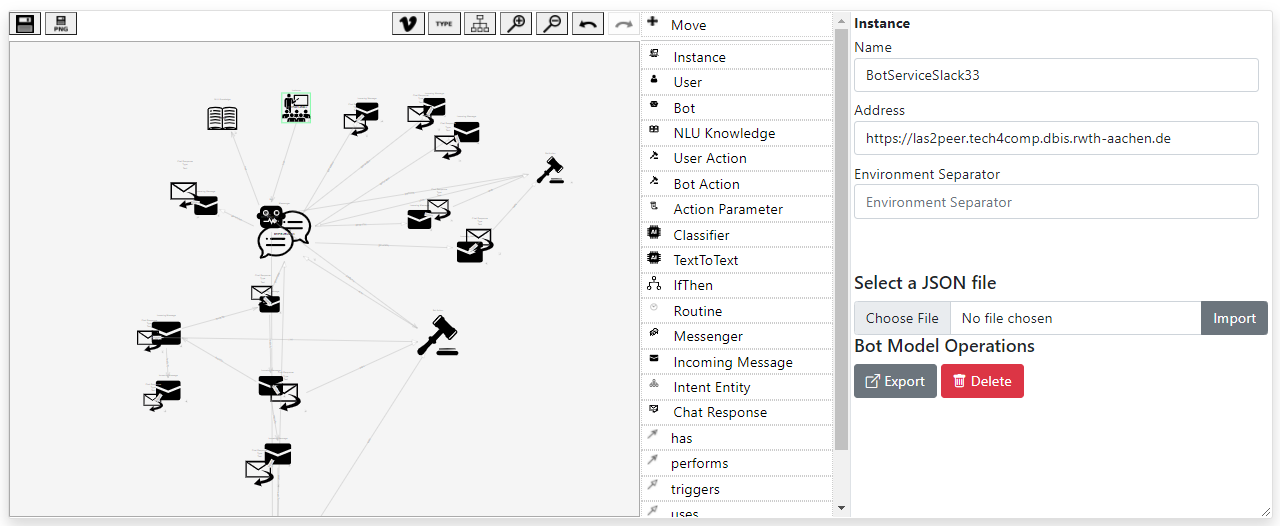 PNG
TYPE
Move
Instance
User
Bot
NLU Knowledge
User Action
Bot Action
Action Parameter
Classifier
TextToText
IfThen
Routine
Messenger
Incoming Message
Intent Entity
Chat Response
has
performs
triggers
uses
Instance
Name
BotServiceSlack33
Address
https://las2peer.tech4comp.dbis.rwth-aachen.de
Environment Separator
Environment Separator
Select a JSON file
Choose File No file chosen Import
Bot Model Operations
Export Delete